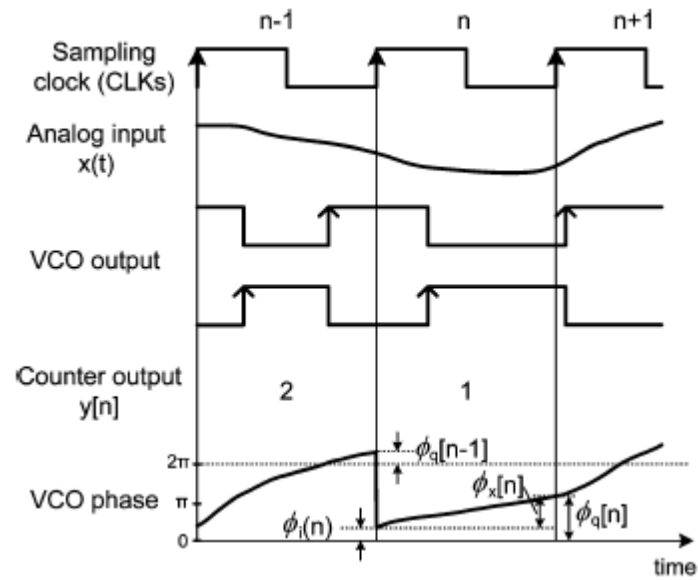 n-1 n n+1
Sampling
clock (CLKs)
Analog input
x(t)
VCO output
Counter output
y[n]
2 1
ϕq[n-1]
2π
ϕx[n]
VCO phase
π
ϕi(n)
ϕq[n]
0
time